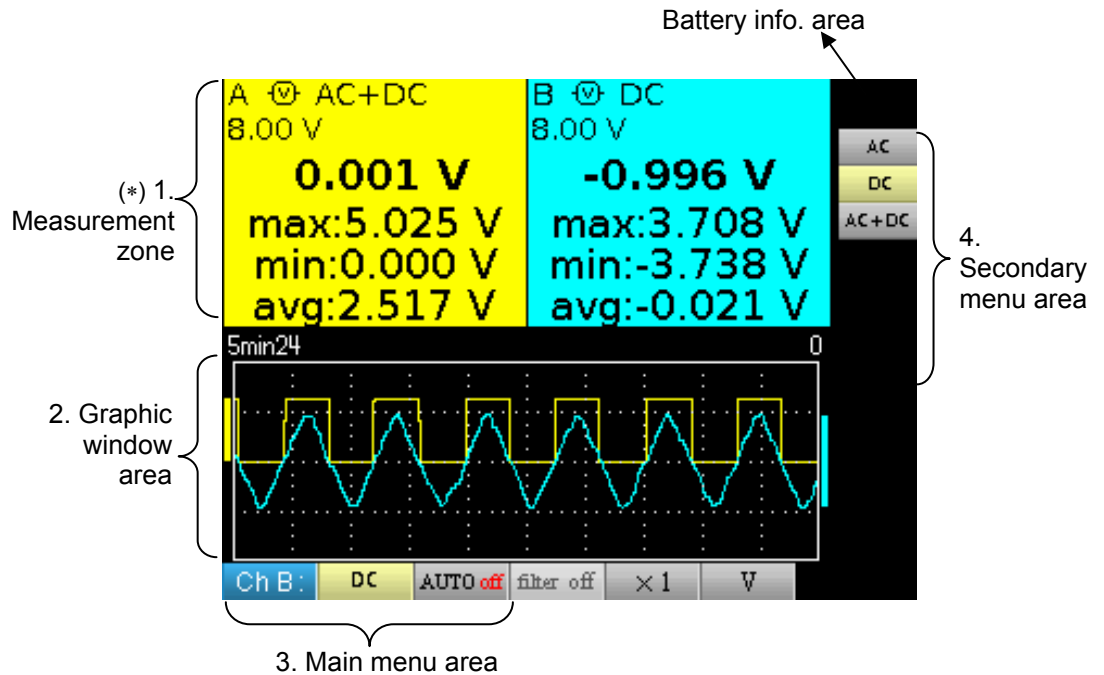 Battery info. area
A V AC+DC
8.00 V
0.001 V
max:5.025 V
min:0.000 V
avg:2.517 V
B V DC
8.00 V
-0.996 V
max:3.708 V
min:-3.738 V
avg:-0.021 V
AC
DC
AC+DC
(*) 1.
Measurement
zone
4.
Secondary
menu area
5min24 0
2. Graphic
window
area
Ch B: DC AUTO off filter off ×1 V
3. Main menu area